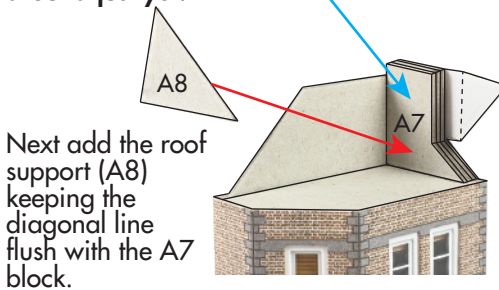 A8
A7
Next add the roof
support (A8)
keeping the
diagonal line
flush with the A7
block.